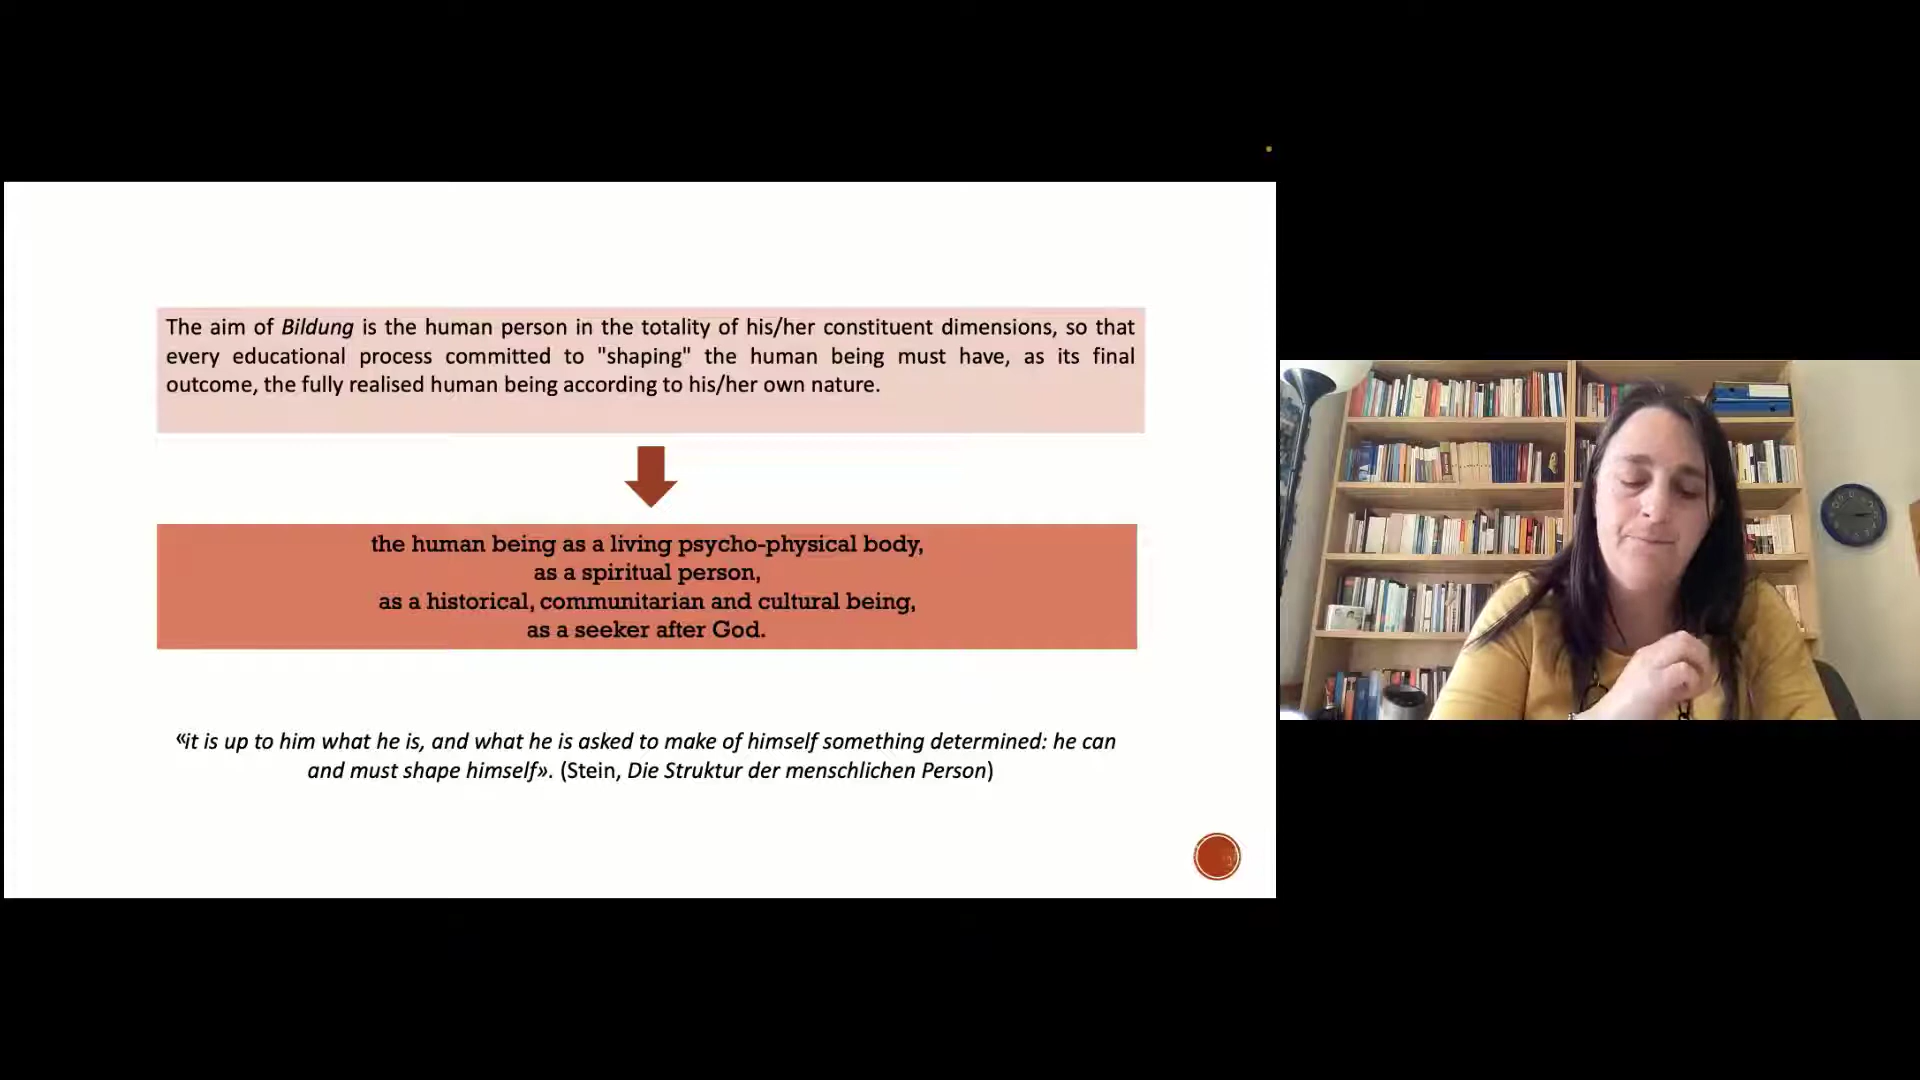 The aim of Bildung is the human person in the totality of his/her constituent dimensions, so that
every educational process committed to "shaping" the human being must have, as its final
outcome, the fully realised human being according to his/her own nature.
the human being as a living psycho-physical body,
as a spiritual person,
as a historical, communitarian and cultural being,
as a seeker after God.
«it is up to him what he is, and what he is asked to make of himself something determined: he can
and must shape himself». (Stein, Die Struktur der menschlichen Person)